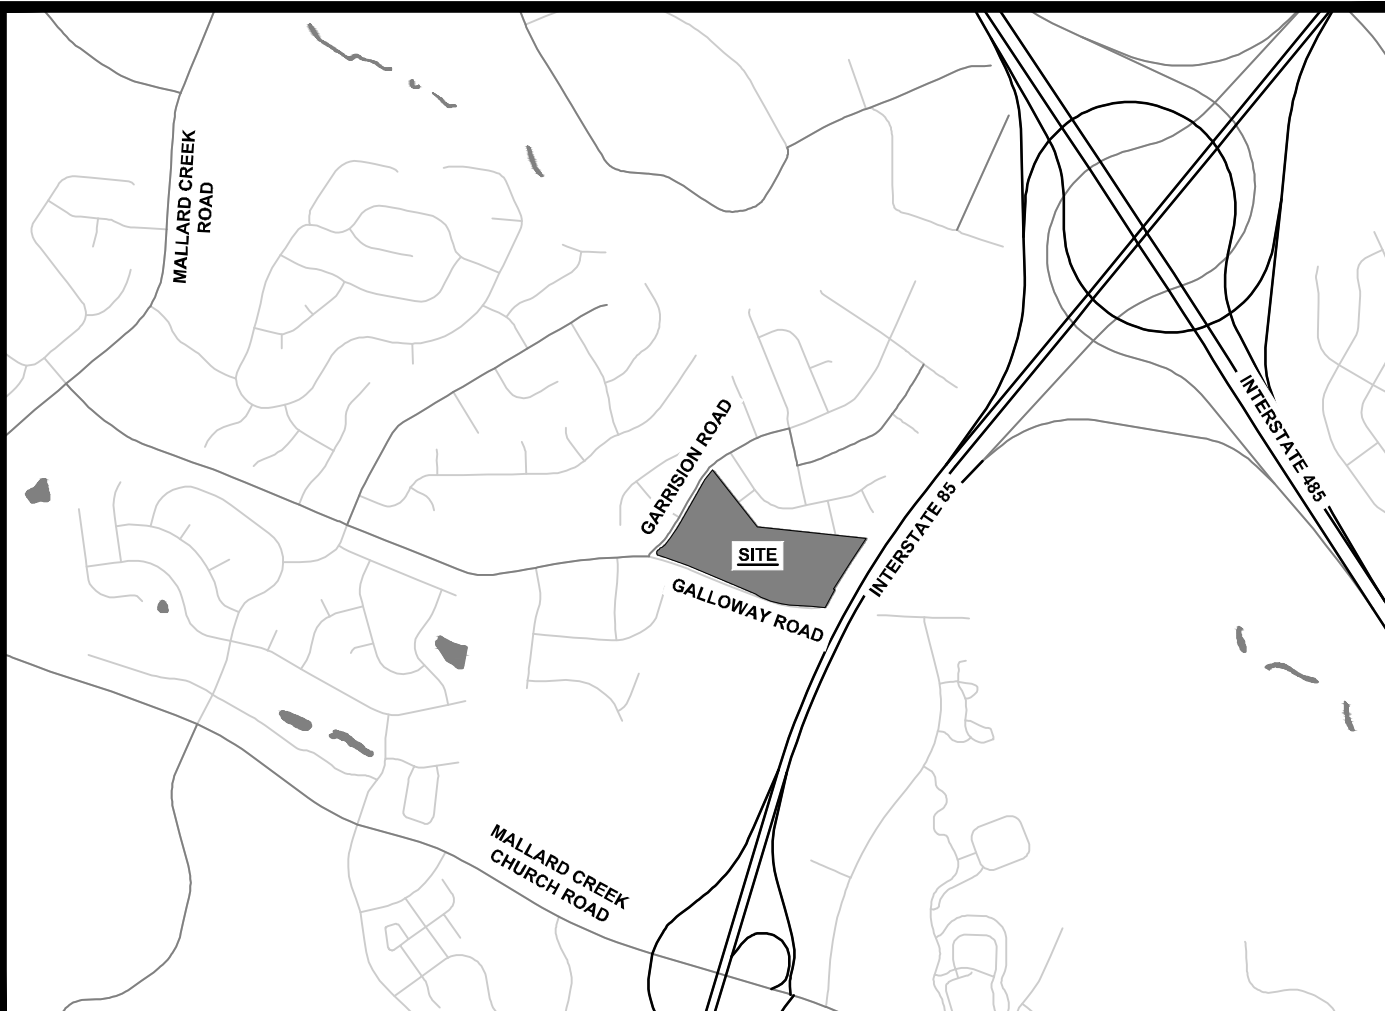 MALLARD CREEK
ROAD
INTERSTATE 485
GARRISION ROAD
INTERSTATE 85
SITE
GALLOWAY ROAD
MALLARD CREEK
CHURCH ROAD